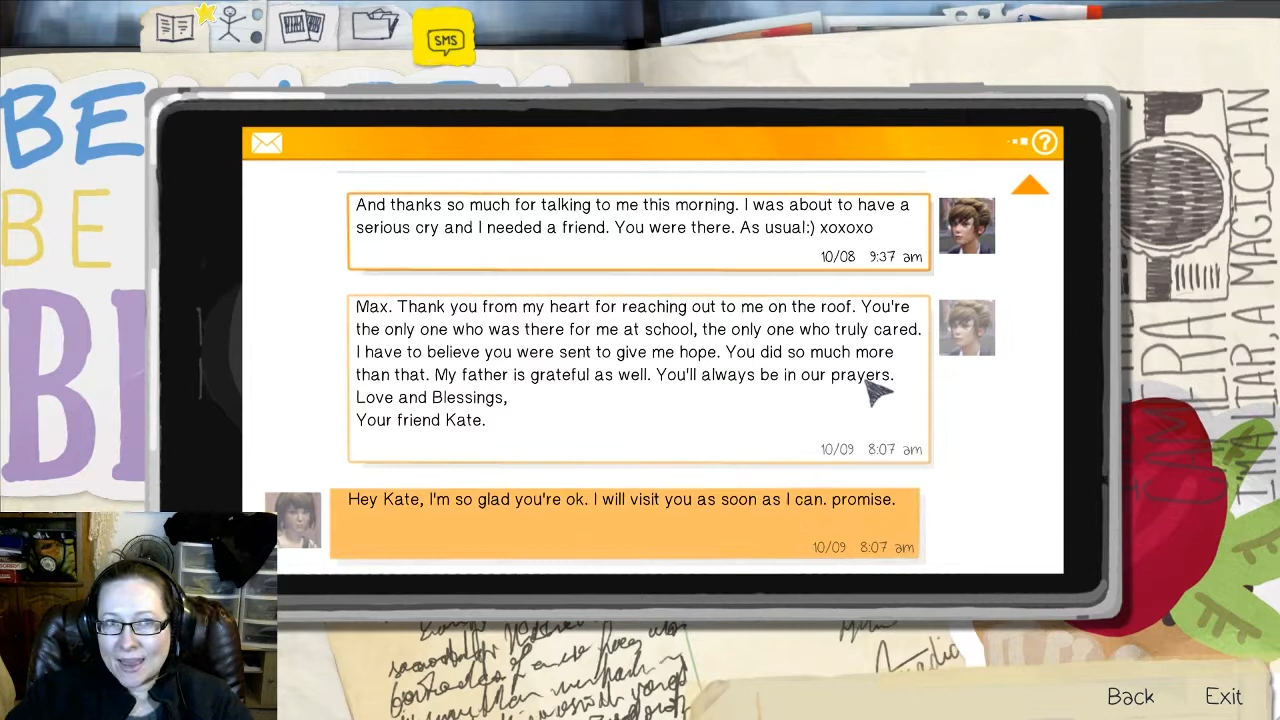 SMS
And thanks so much for talking to me this morning. I was about to have a
serious cry and I needed a friend. You were there. As usual:) xoxoxo
10/08 9:37 am
Max. Thank you from my heart for reaching out to me on the roof. You're
the only one who was there for me at school, the only one who truly cared.
I have to believe you were sent to give me hope. You did so much more
than that. My father is grateful as well. You'll always be in our prayers.
Love and Blessings,
Your friend Kate.
10/09 8:07 am
Hey Kate, I'm so glad you're ok. I will visit you as soon as I can. promise.
10/09 8:07 am
BE
BE
CAMERA
A MAGICIAN
Back
Exit